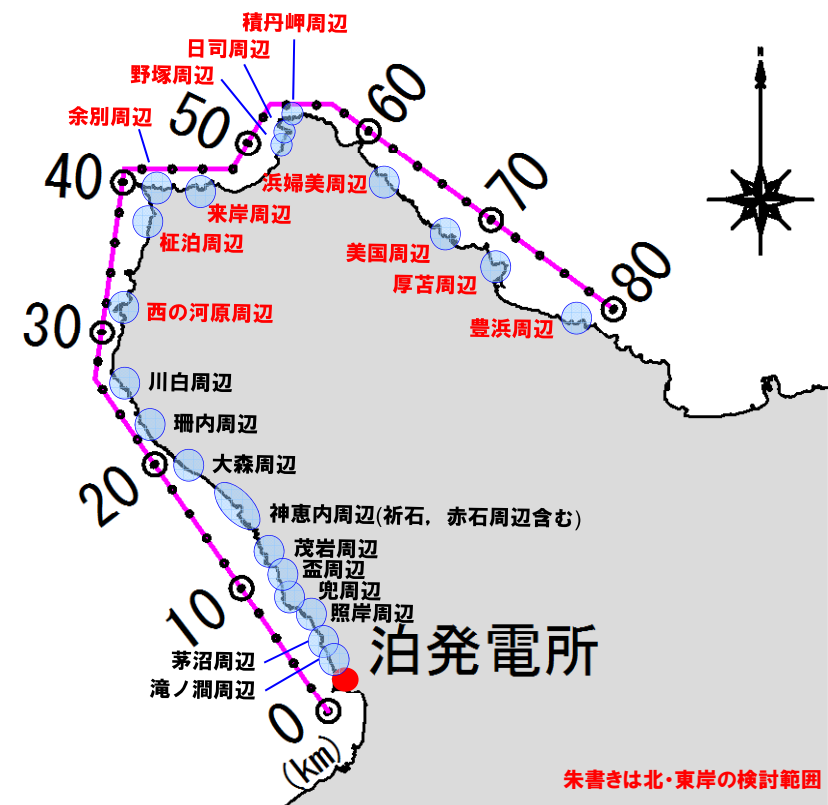 積丹岬周辺
日司周辺
野塚周辺
余別周辺
N
50
60
40
浜婦美周辺
70
来岸周辺
柾泊周辺
美国周辺
厚苫周辺
80
西の河原周辺
豊浜周辺
30
川白周辺
珊内周辺
大森周辺
20
神恵内周辺(祈石，赤石周辺含む)
茂岩周辺
盃周辺
兜周辺
10
照岸周辺
茅沼周辺
泊発電所
滝ノ澗周辺
0
(km)
朱書きは北・東岸の検討範囲